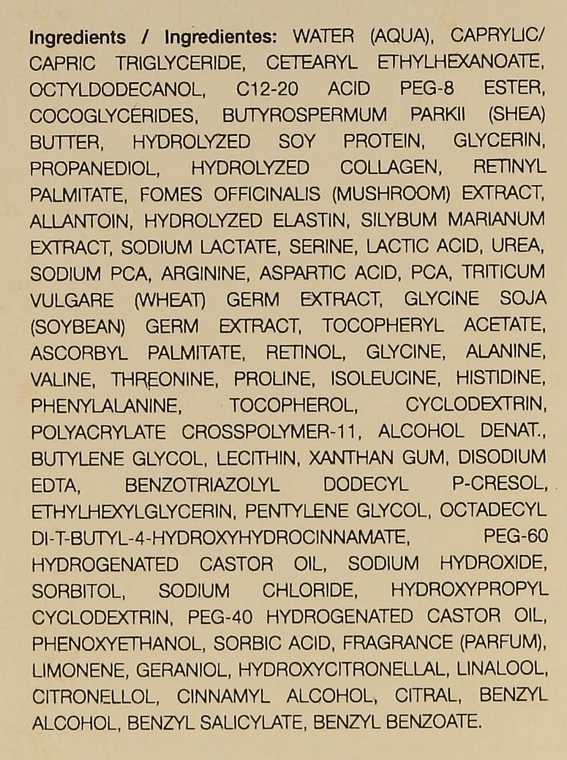 Ingredients / Ingredientes: WATER (AQUA), CAPRYLIC/
CAPRIC TRIGLYCERIDE, CETEARYL ETHYLHEXANOATE,
OCTYLDODECANOL, C12-20 ACID PEG-8 ESTER,
COCOGLYCERIDES, BUTYROSPERMUM PARKII (SHEA)
BUTTER, HYDROLYZED SOY PROTEIN, GLYCERIN,
PROPANEDIOL, HYDROLYZED COLLAGEN, RETINYL
PALMITATE, FOMES OFFICINALIS (MUSHROOM) EXTRACT,
ALLANTOIN, HYDROLYZED ELASTIN, SILYBUM MARIANUM
EXTRACT, SODIUM LACTATE, SERINE, LACTIC ACID, UREA,
SODIUM PCA, ARGININE, ASPARTIC ACID, PCA, TRITICUM
VULGARE (WHEAT) GERM EXTRACT, GLYCINE SOJA
(SOYBEAN) GERM EXTRACT, TOCOPHERYL ACETATE,
ASCORBYL PALMITATE, RETINOL, GLYCINE, ALANINE,
VALINE, THREONINE, PROLINE, ISOLEUCINE, HISTIDINE,
PHENYLALANINE, TOCOPHEROL, CYCLODEXTRIN,
POLYACRYLATE CROSSPOLYMER-11, ALCOHOL DENAT.,
BUTYLENE GLYCOL, LECITHIN, XANTHAN GUM, DISODIUM
EDTA, BENZOTRIAZOLYL DODECYL P-CRESOL,
ETHYLHEXYLGLYCERIN, PENTYLENE GLYCOL, OCTADECYL
DI-T-BUTYL-4-HYDROXYHYDROCINNAMATE, PEG-60
HYDROGENATED CASTOR OIL, SODIUM HYDROXIDE,
SORBITOL, SODIUM CHLORIDE, HYDROXYPROPYL
CYCLODEXTRIN, PEG-40 HYDROGENATED CASTOR OIL,
PHENOXYETHANOL, SORBIC ACID, FRAGRANCE (PARFUM),
LIMONENE, GERANIOL, HYDROXYCITRONELLAL, LINALOOL,
CITRONELLOL, CINNAMYL ALCOHOL, CITRAL, BENZYL
ALCOHOL, BENZYL SALICYLATE, BENZYL BENZOATE.